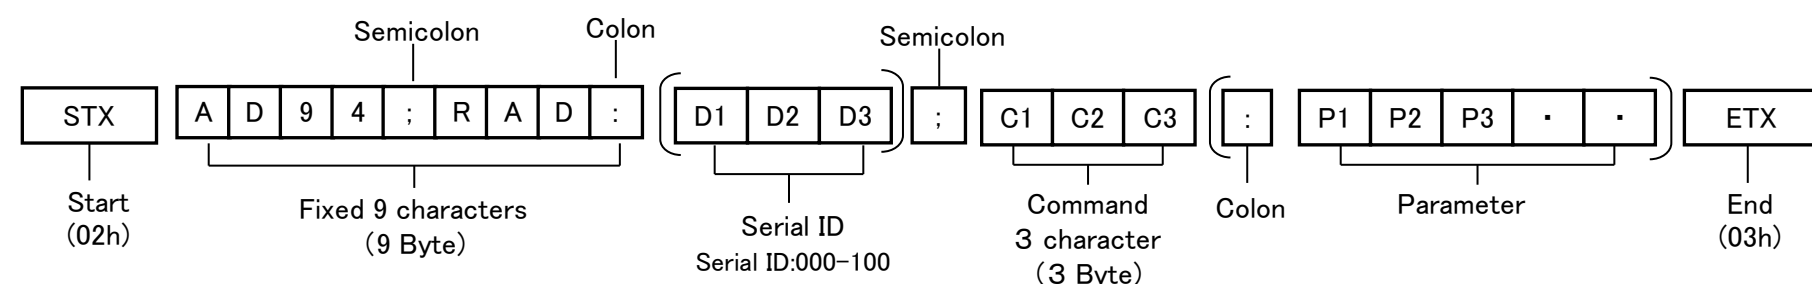 Semicolon
Colon
Semicolon
STX
A D 9 4 ; R A D :
D1 D2 D3
;
C1 C2 C3
:
P1 P2 P3 ・ ・
ETX
Start
(02h)
Fixed 9 characters
(9 Byte)
Serial ID
Serial ID:000-100
Command
3 character
(3 Byte)
Colon
Parameter
End
(03h)